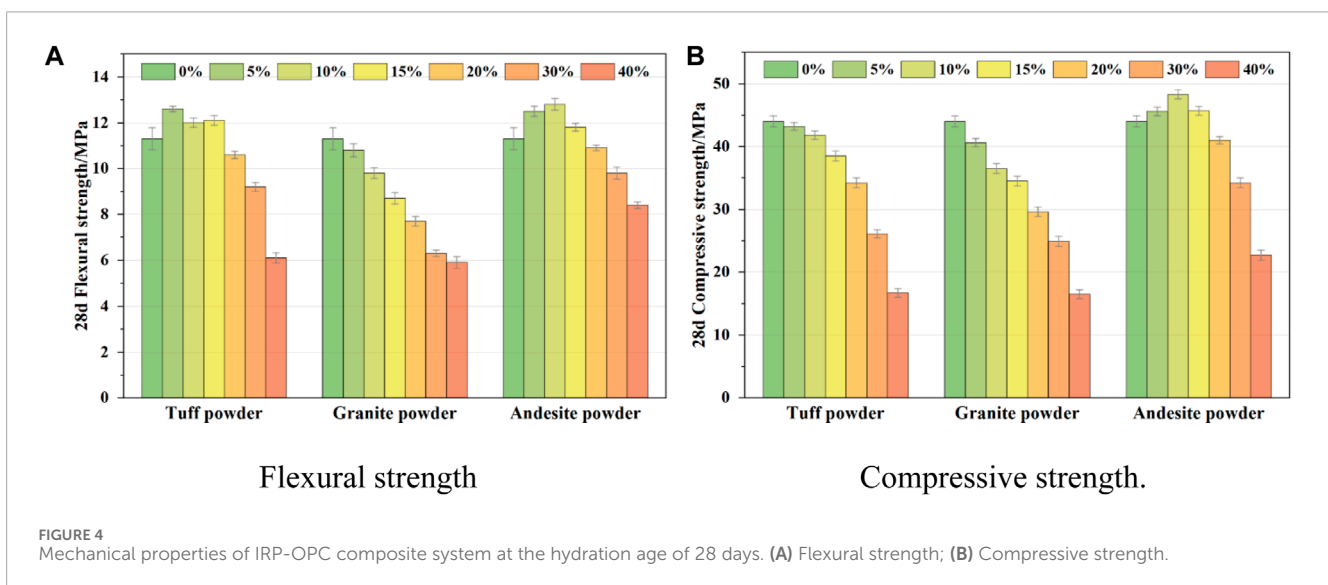 A
0% 5% 10% 15% 20% 30% 40%
14
12
10
8
6
4
2
0
28d Flexural strength/MPa
Tuff powder Granite powder Andesite powder
Flexural strength
B
0% 5% 10% 15% 20% 30% 40%
50
40
30
20
10
0
28d Compressive strength/MPa
Tuff powder Granite powder Andesite powder
Compressive strength.
FIGURE 4
Mechanical properties of IRP-OPC composite system at the hydration age of 28 days. (A) Flexural strength; (B) Compressive strength.